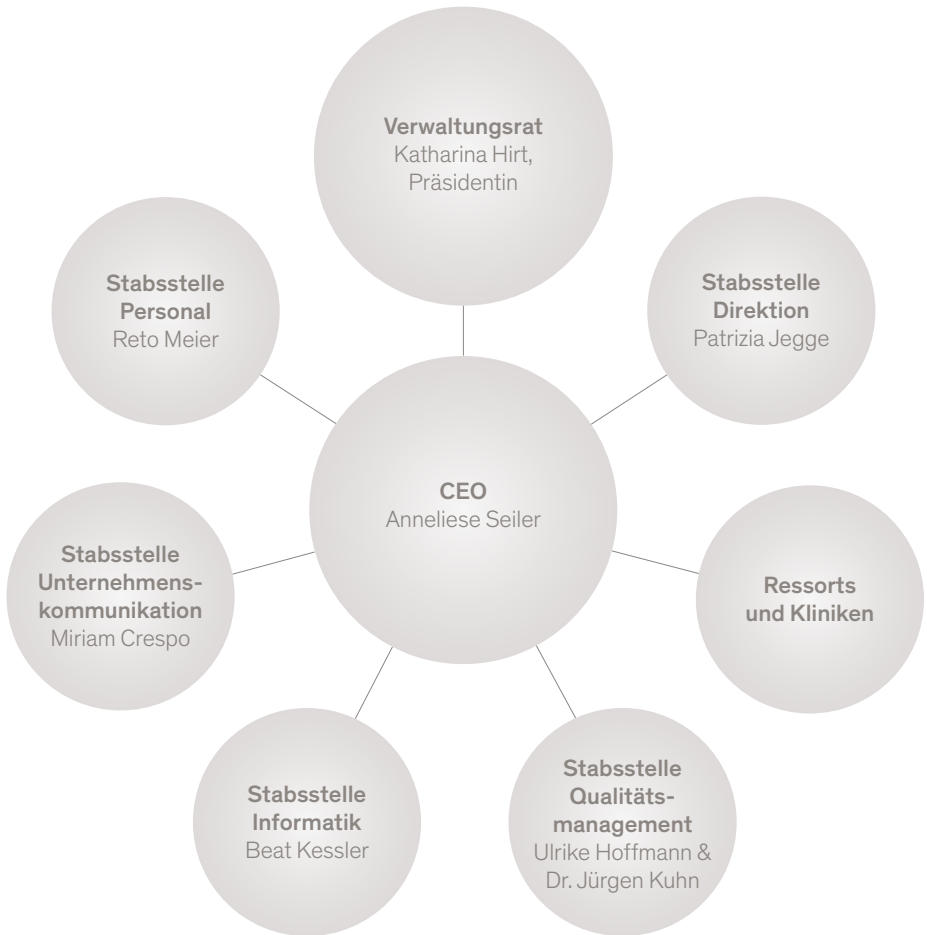 Verwaltungsrat
Katharina Hirt,
Präsidentin
Stabsstelle
Personal
Reto Meier
Stabsstelle
Direktion
Patrizia Jegge
CEO
Anneliese Seiler
Stabsstelle
Unternehmens-
kommunikation
Miriam Crespo
Ressorts
und Kliniken
Stabsstelle
Informatik
Beat Kessler
Stabsstelle
Qualitäts-
management
Ulrike Hoffmann &
Dr. Jürgen Kuhn